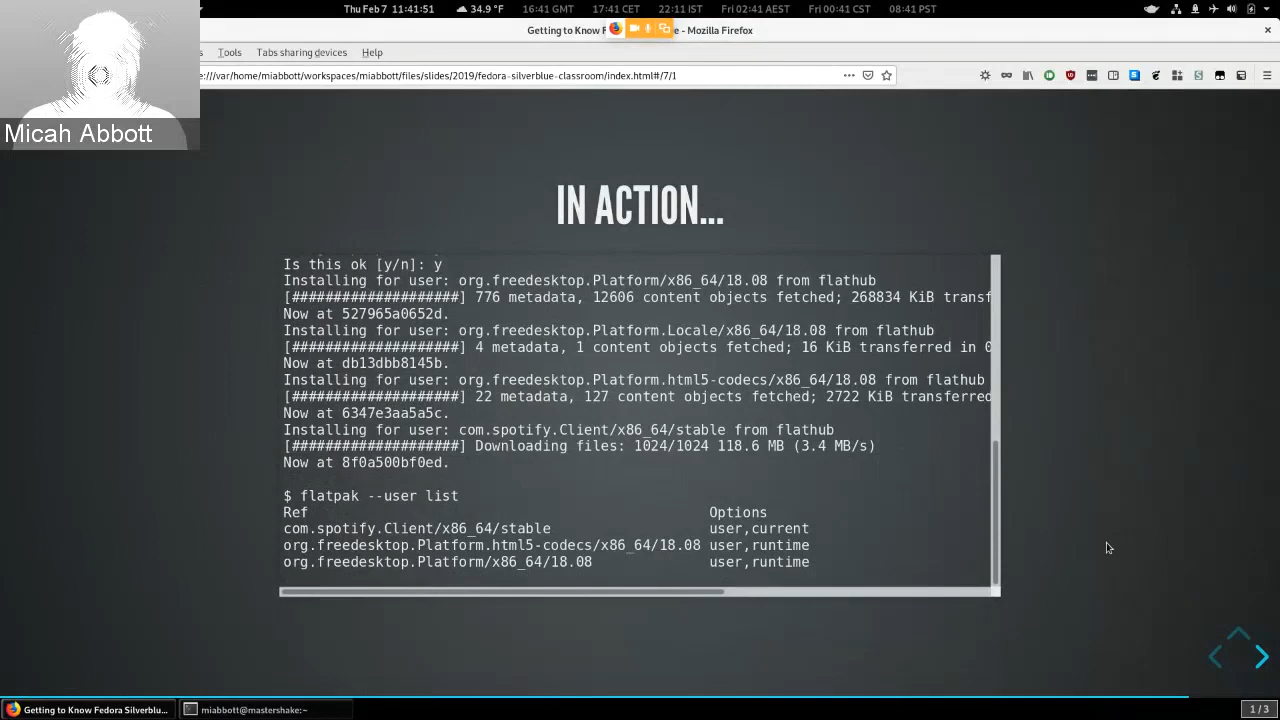 Thu Feb 7 11:41:51
34.9 °F
16:41 GMT 17:41 CET 22:11 IST Fri 02:41 AEST Fri 00:41 CST 08:41 PST
Getting to Know F
e - Mozilla Firefox
s Tools Tabs sharing devices Help
e:///var/home/miabbott/workspaces/miabbott/files/slides/2019/fedora-silverblue-classroom/index.html#/7/1
Micah Abbott
IN ACTION...
Is this ok [y/n]: y
Installing for user: org.freedesktop.Platform/x86_64/18.08 from flathub
[####################] 776 metadata, 12606 content objects fetched; 268834 KiB transf
Now at 527965a0652d.
Installing for user: org.freedesktop.Platform.Locale/x86_64/18.08 from flathub
[####################] 4 metadata, 1 content objects fetched; 16 KiB transferred in 0
Now at db13dbb8145b.
Installing for user: org.freedesktop.Platform.html5-codecs/x86_64/18.08 from flathub
[####################] 22 metadata, 127 content objects fetched; 2722 KiB transferred
Now at 6347e3aa5a5c.
Installing for user: com.spotify.Client/x86_64/stable from flathub
[####################] Downloading files: 1024/1024 118.6 MB (3.4 MB/s)
Now at 8f0a500bf0ed.
$ flatpak --user list
Ref Options
com.spotify.Client/x86_64/stable user,current
org.freedesktop.Platform.html5-codecs/x86_64/18.08 user,runtime
org.freedesktop.Platform/x86_64/18.08 user,runtime
Getting to Know Fedora Silverblu...
miabbott@mastershake:~
1 / 3